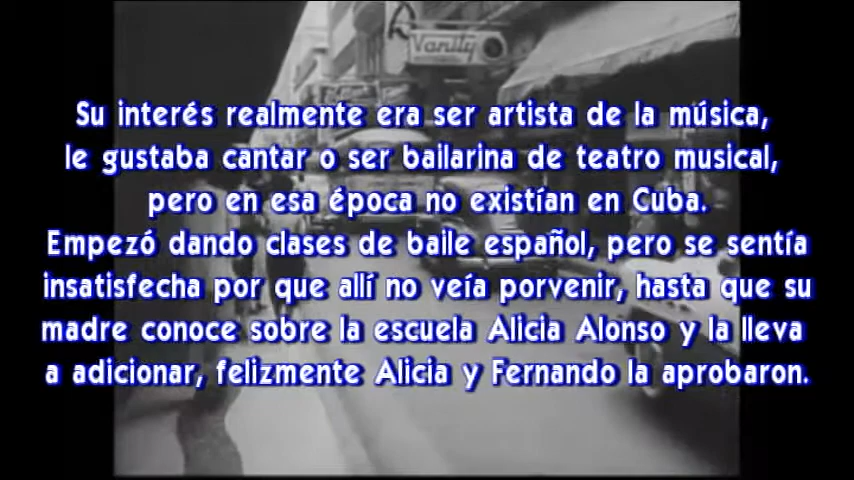 Vanity
Su interés realmente era ser artista de la música,
le gustaba cantar o ser bailarina de teatro musical,
pero en esa época no existían en Cuba.
Empezó dando clases de baile español, pero se sentía
insatisfecha por que allí no veía porvenir, hasta que su
madre conoce sobre la escuela Alicia Alonso y la lleva
a adicionar, felizmente Alicia y Fernando la aprobaron.